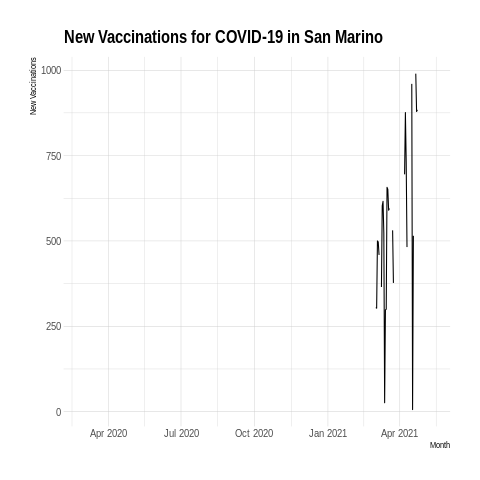 New Vaccinations for COVID-19 in San Marino
New Vaccinations
1000
750
500
250
0
Apr 2020 Jul 2020 Oct 2020 Jan 2021 Apr 2021
Month